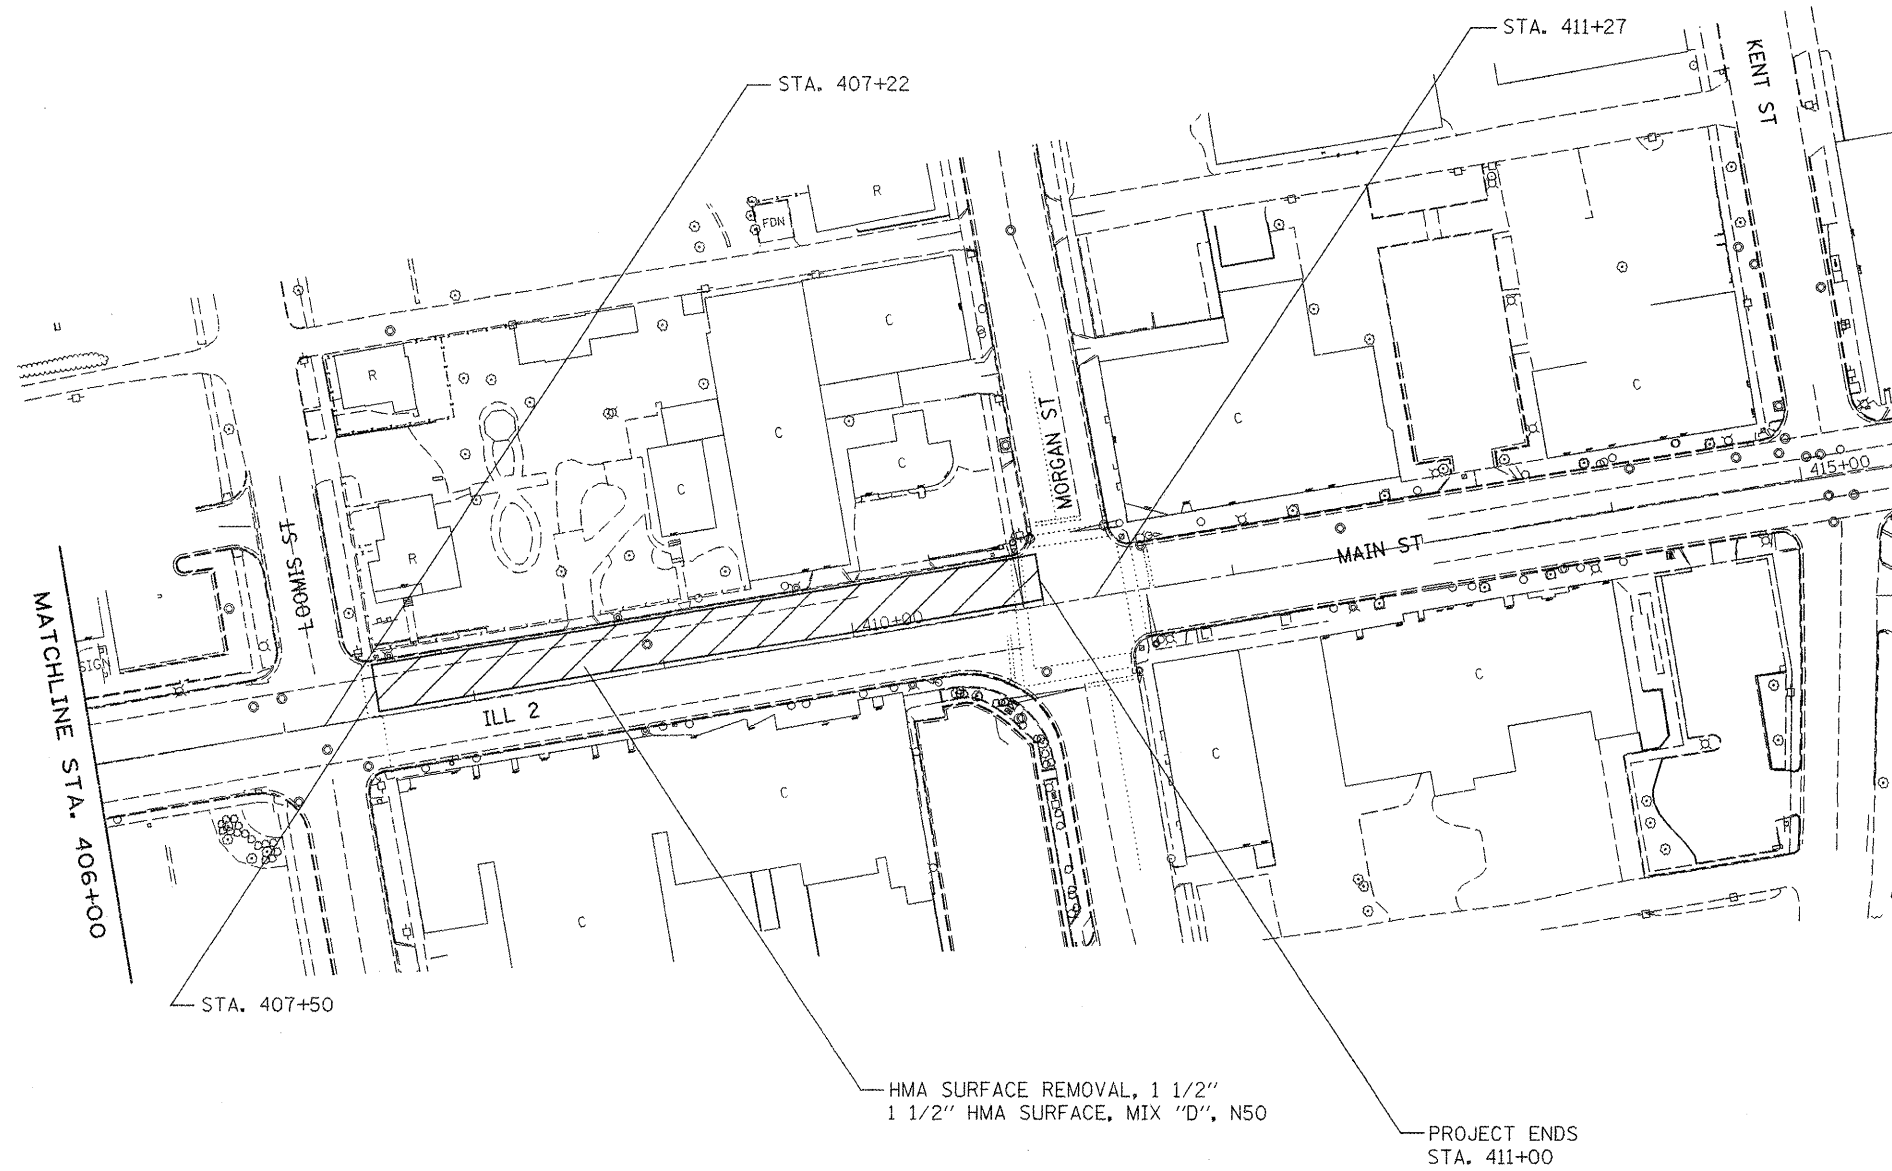 STA. 411+27
STA. 407+22
KENT ST
R
FDN
C
R
C
C
C
C
MORGAN ST
C
415+00
LOOMIS ST
R
MAIN ST
410+00
SIGN
MATCHLINE STA. 406+00
ILL 2
C
C
C
C
STA. 407+50
HMA SURFACE REMOVAL, 1 1/2"
1 1/2" HMA SURFACE, MIX "D", N50
PROJECT ENDS
STA. 411+00